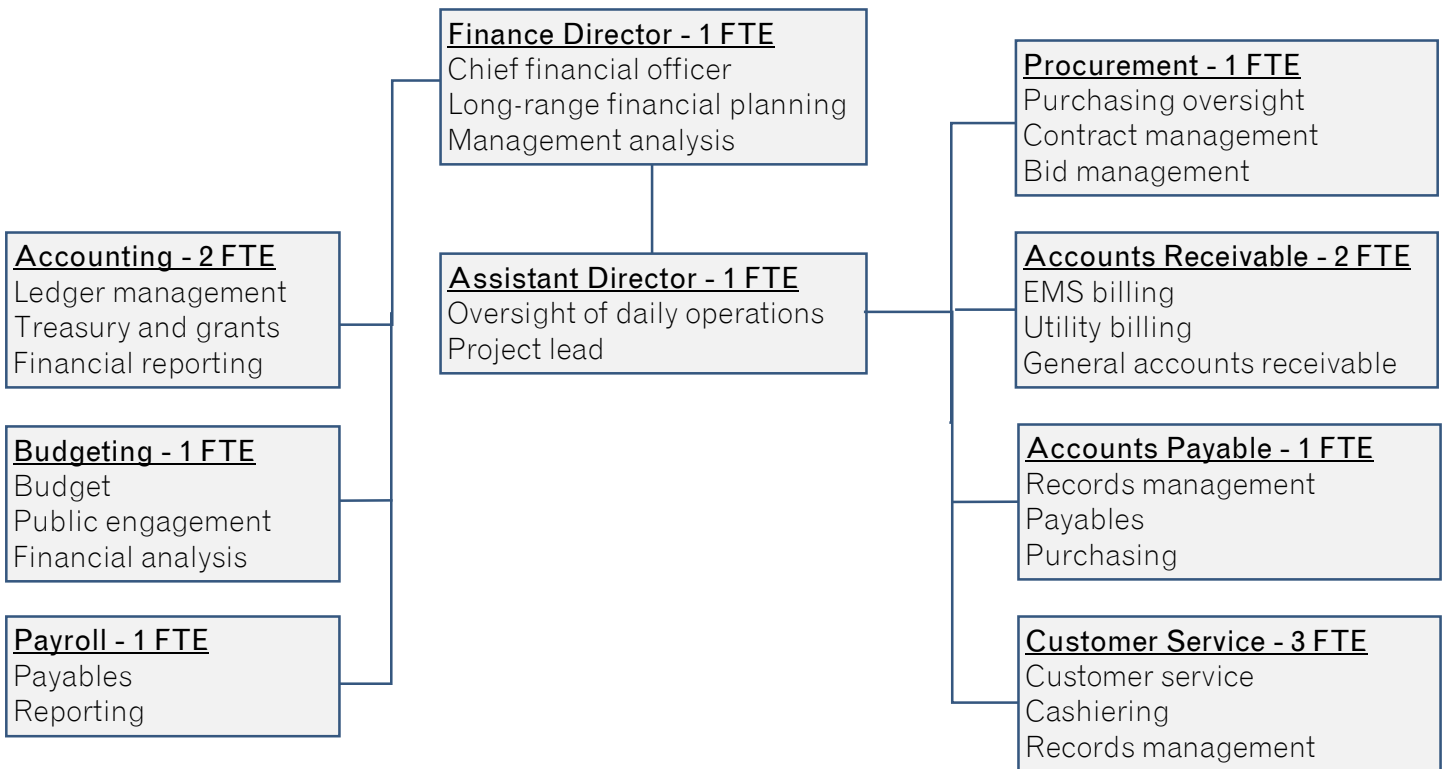 Finance Director - 1 FTE
Chief financial officer
Long-range financial planning
Management analysis
Assistant Director - 1 FTE
Oversight of daily operations
Project lead
Accounting - 2 FTE
Ledger management
Treasury and grants
Financial reporting
Budgeting - 1 FTE
Budget
Public engagement
Financial analysis
Payroll - 1 FTE
Payables
Reporting
Procurement - 1 FTE
Purchasing oversight
Contract management
Bid management
Accounts Receivable - 2 FTE
EMS billing
Utility billing
General accounts receivable
Accounts Payable - 1 FTE
Records management
Payables
Purchasing
Customer Service - 3 FTE
Customer service
Cashiering
Records management